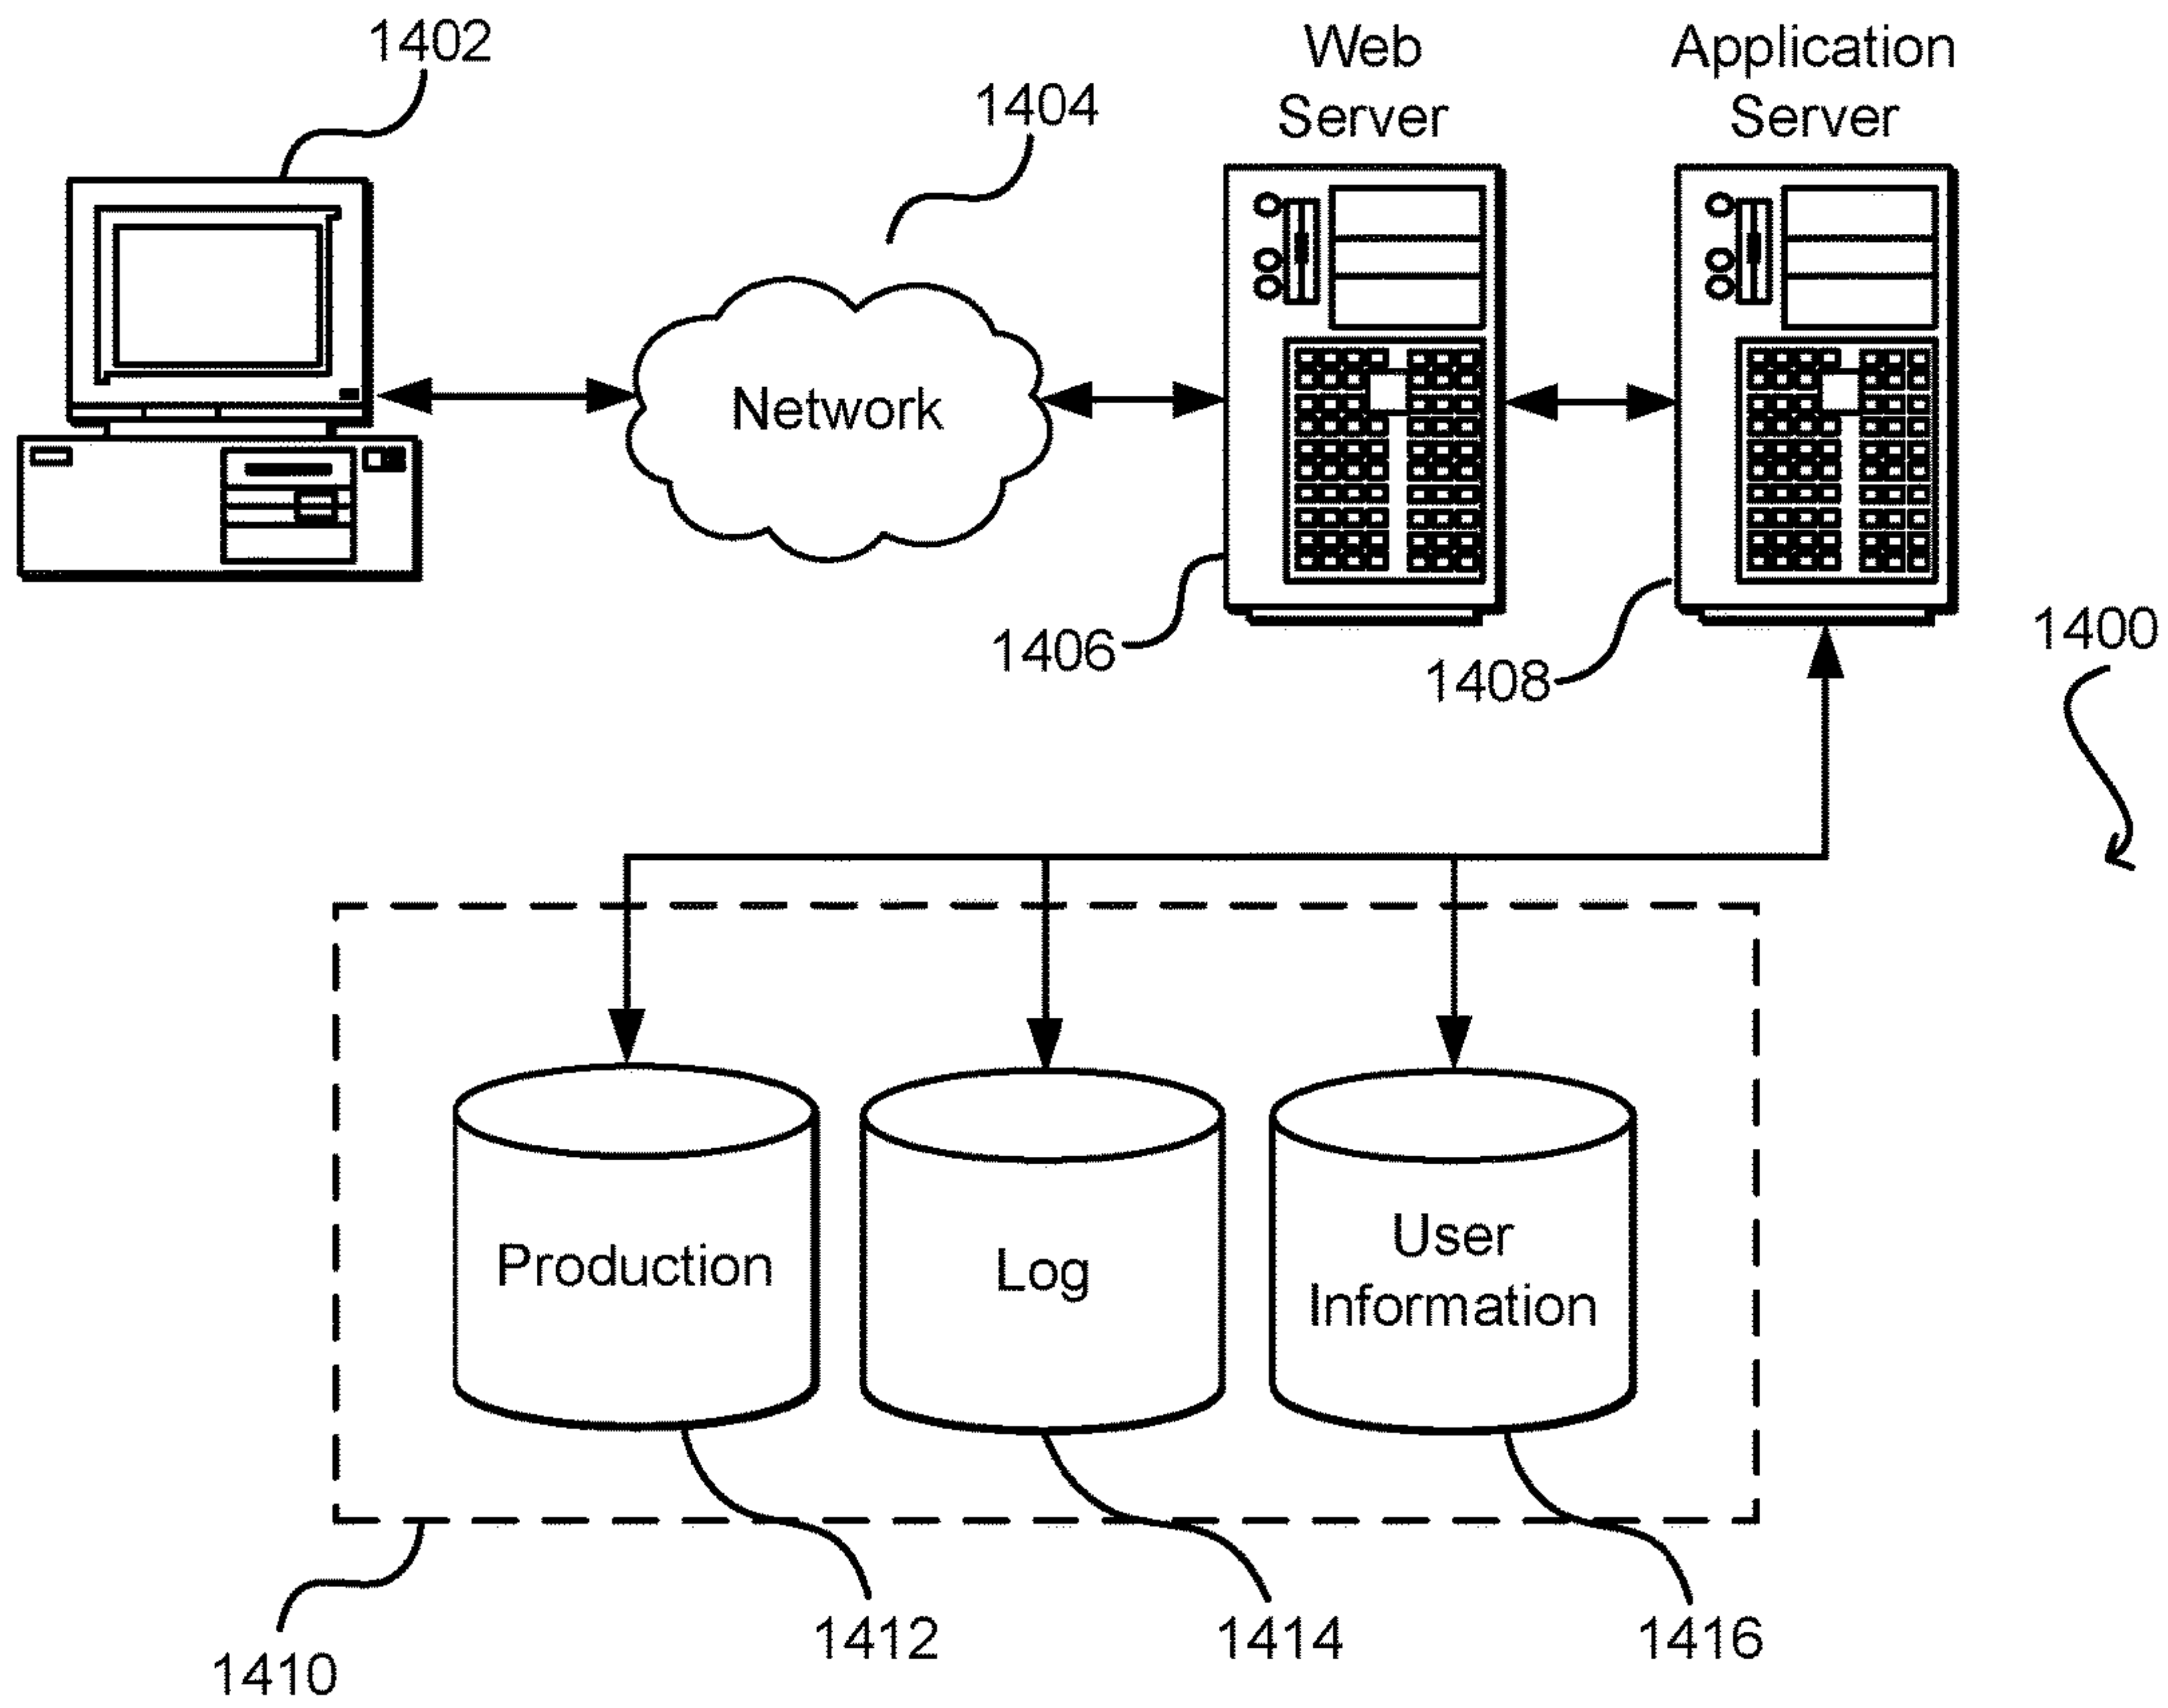 1402
1404
Web
Server
Application
Server
Network
1406
1408
1400
Production
Log
User
Information
1410
1412
1414
1416